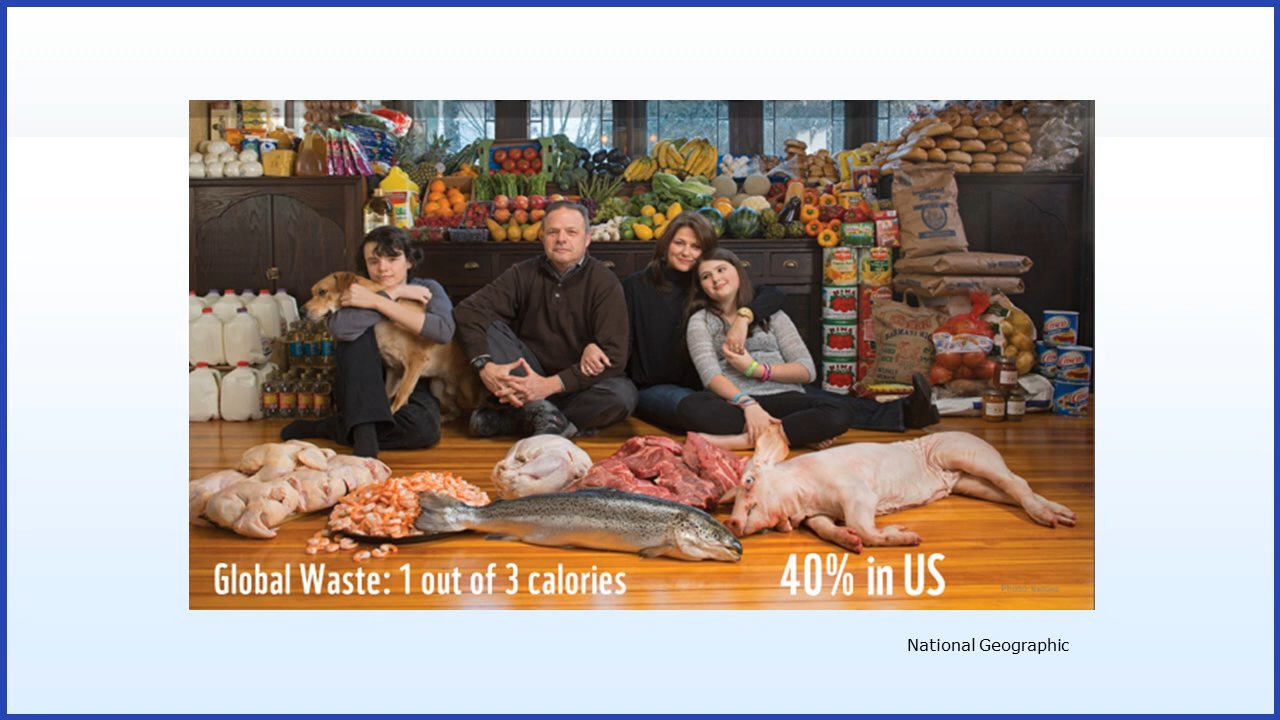 Global Waste: 1 out of 3 calories
40% in US
National Geographic